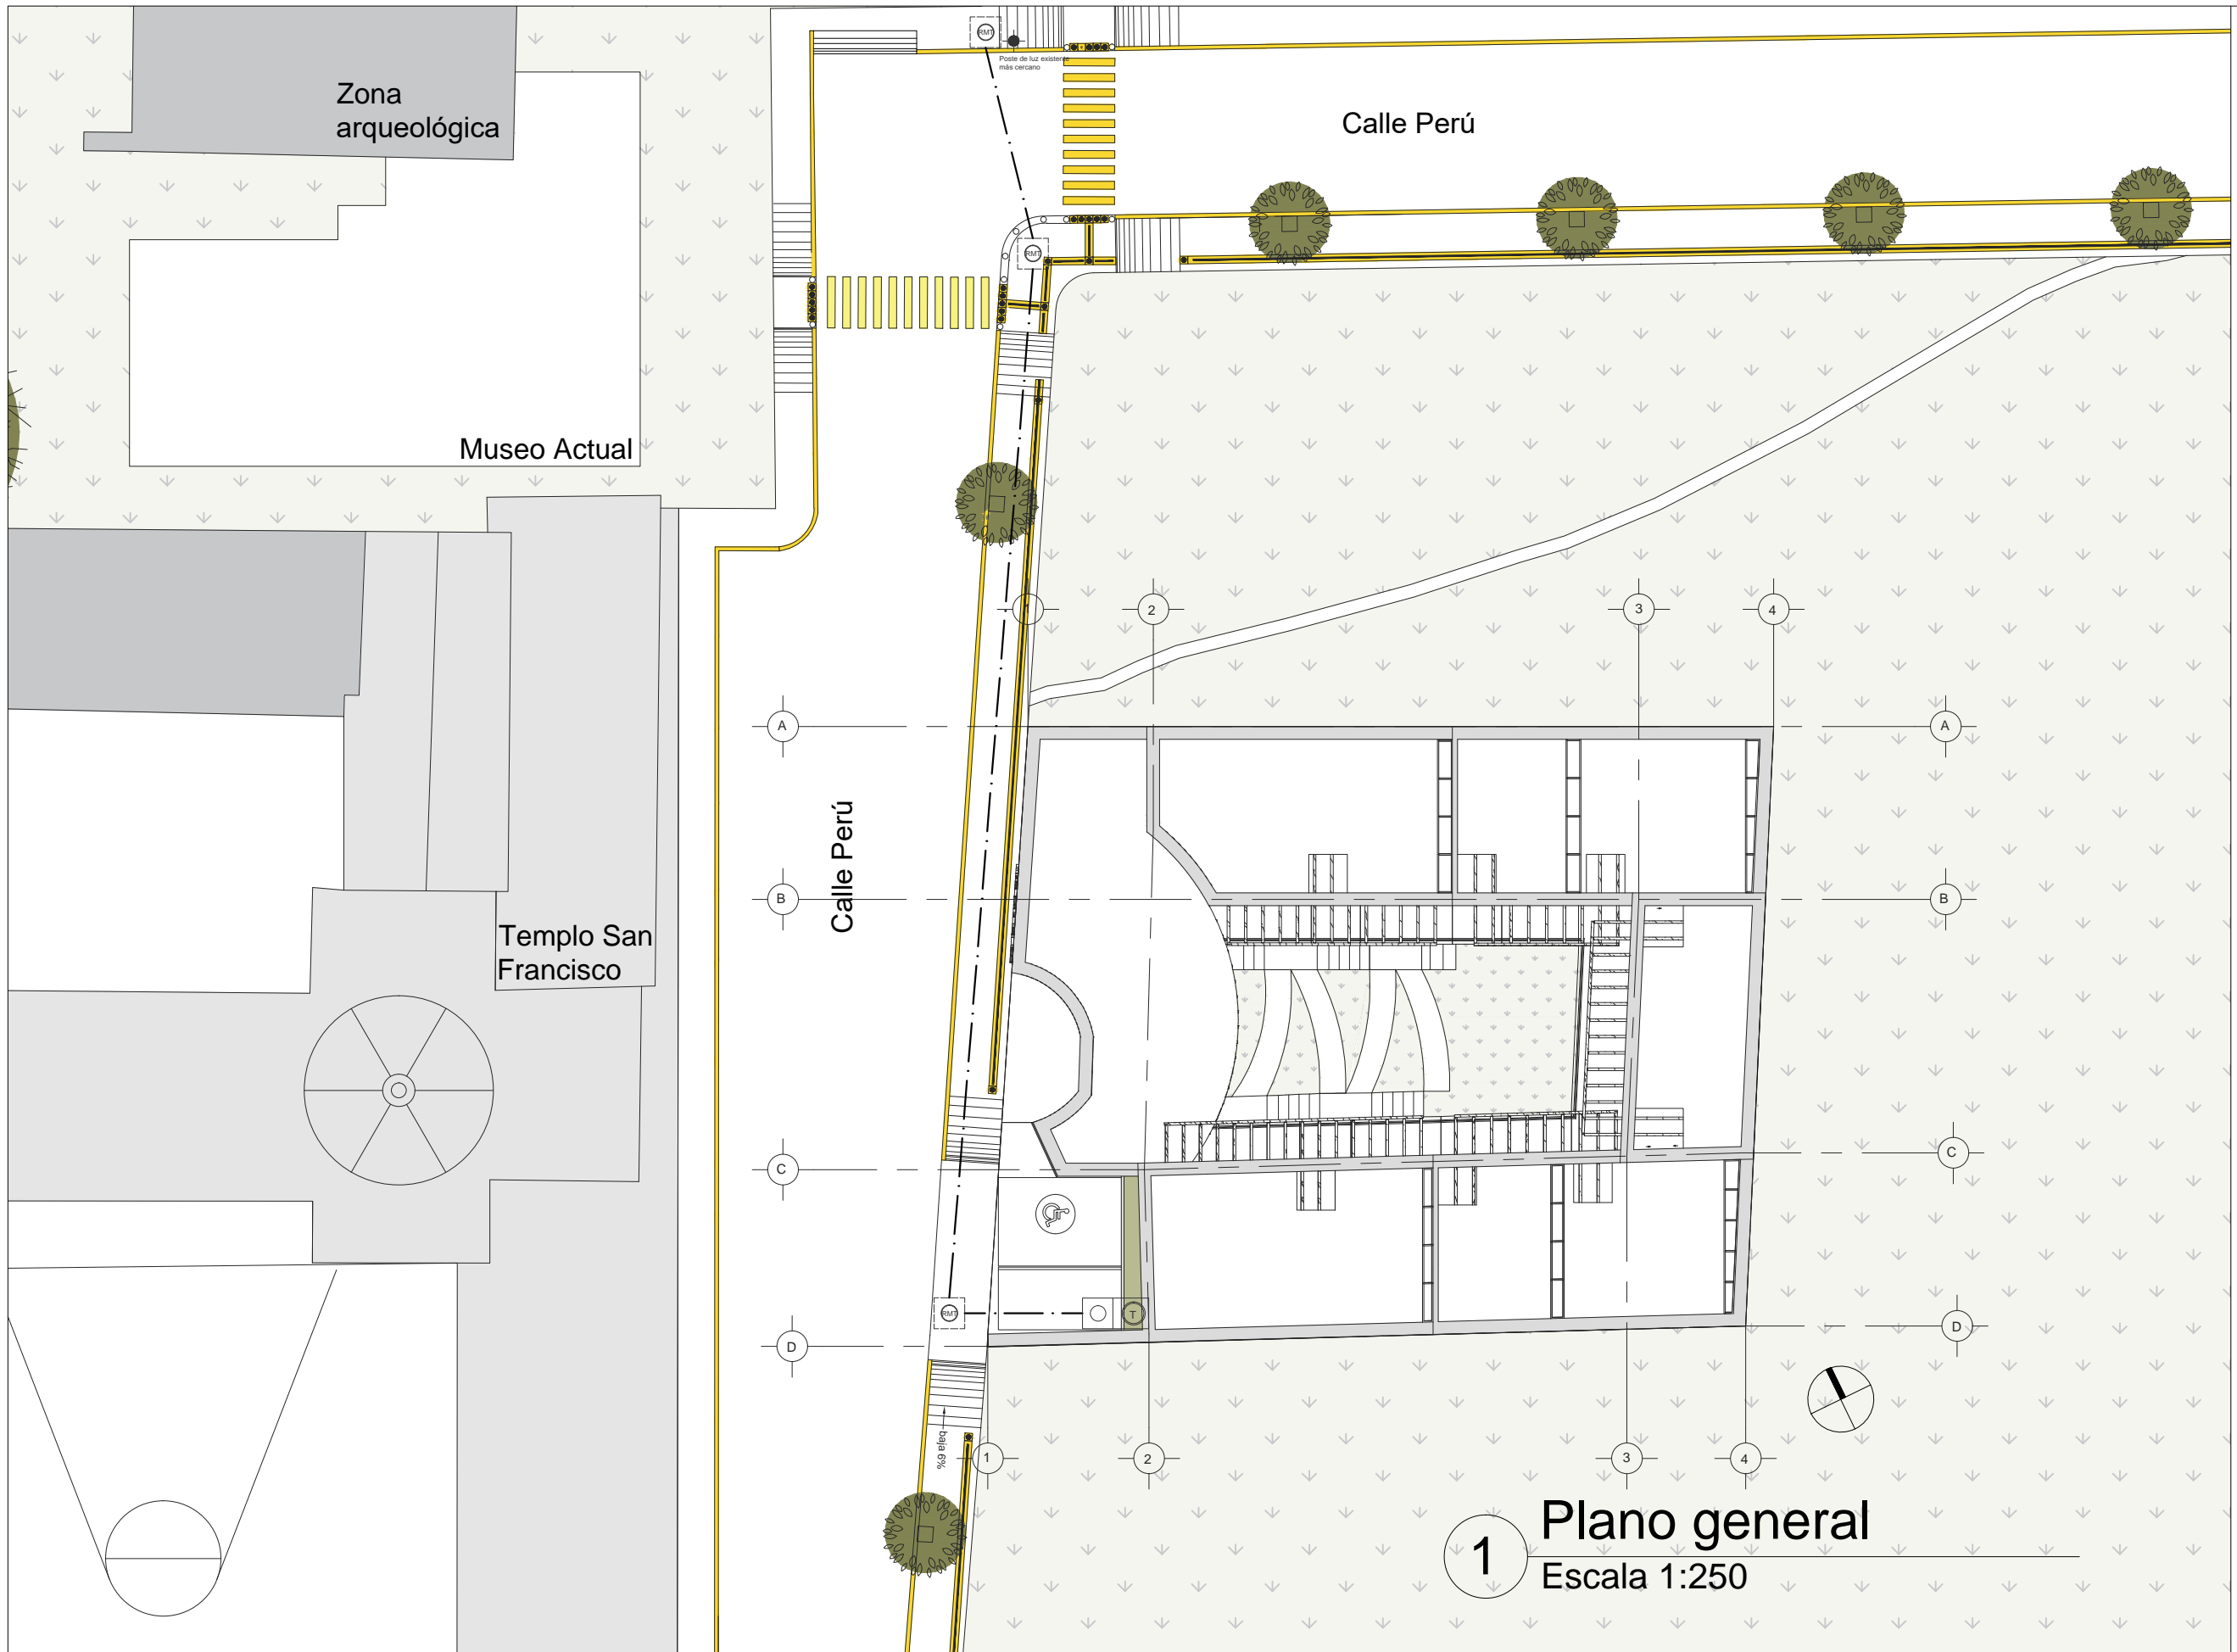 RMT
Poste de luz existente
más cercano
Zona
arqueológica
Calle Perú
RMT
Museo Actual
1
2
3
4
A
A
Calle Perú
B
B
Templo San
Francisco
C
C
RMT
T
D
D
baja 6%
1
2
3
4
1
Plano general
Escala 1:250